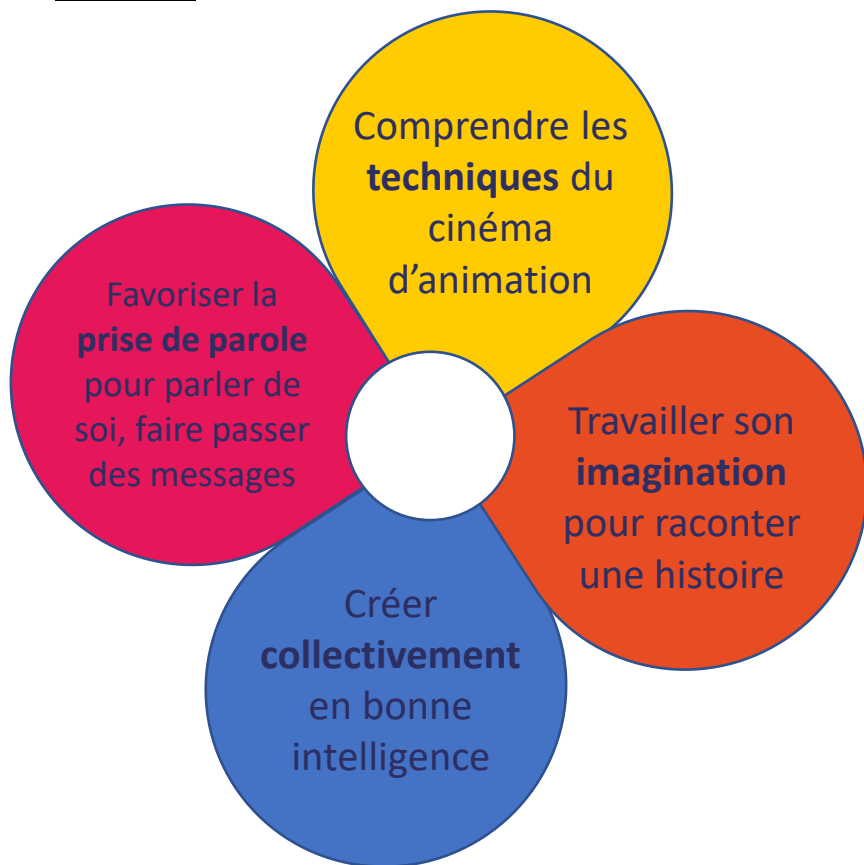 Comprendre les
techniques du
cinéma
d’animation
Favoriser la
prise de parole
pour parler de
soi, faire passer
des messages
Travailler son
imagination
pour raconter
une histoire
Créer
collectivement
en bonne
intelligence